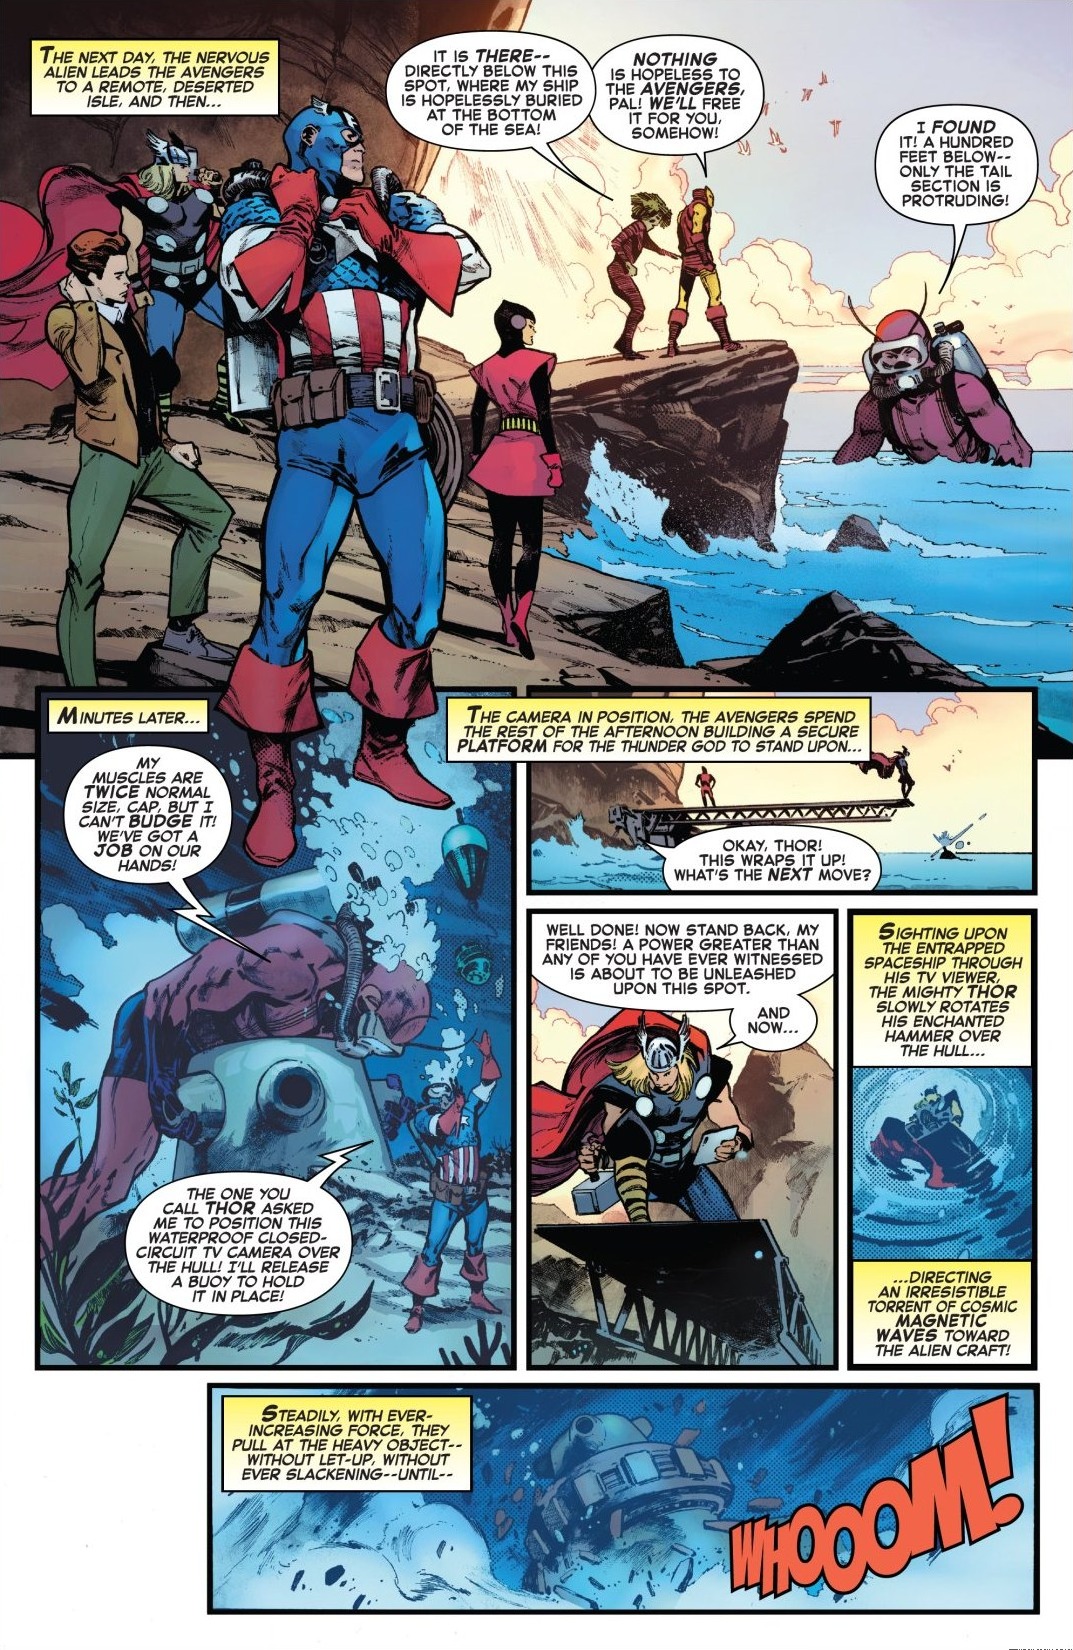 THE NEXT DAY, THE NERVOUS
ALIEN LEADS THE AVENGERS
TO A REMOTE, DESERTED
ISLE, AND THEN...
IT IS THERE--
DIRECTLY BELOW THIS
SPOT, WHERE MY SHIP
IS HOPELESSLY BURIED
AT THE BOTTOM
OF THE SEA!
NOTHING
IS HOPELESS TO
THE AVENGERS,
PAL! WE'LL FREE
IT FOR YOU,
SOMEHOW!
I FOUND
IT! A HUNDRED
FEET BELOW--
ONLY THE TAIL
SECTION IS
PROTRUDING!
MINUTES LATER...
MY
MUSCLES ARE
TWICE NORMAL
SIZE, CAP, BUT I
CAN'T BUDGE IT!
WE'VE GOT A
JOB ON OUR
HANDS!
THE ONE YOU
CALL THOR ASKED
ME TO POSITION THIS
WATERPROOF CLOSED-
CIRCUIT TV CAMERA OVER
THE HULL! I'LL RELEASE
A BUOY TO HOLD
IT IN PLACE!
THE CAMERA IN POSITION, THE AVENGERS SPEND
THE REST OF THE AFTERNOON BUILDING A SECURE
PLATFORM FOR THE THUNDER GOD TO STAND UPON...
OKAY, THOR!
THIS WRAPS IT UP!
WHAT'S THE NEXT MOVE?
WELL DONE! NOW STAND BACK, MY
FRIENDS! A POWER GREATER THAN
ANY OF YOU HAVE EVER WITNESSED
IS ABOUT TO BE UNLEASHED
UPON THIS SPOT.
AND
NOW...
SIGHTING UPON
THE ENTRAPPED
SPACESHIP THROUGH
HIS TV VIEWER,
THE MIGHTY THOR
SLOWLY ROTATES
HIS ENCHANTED
HAMMER OVER
THE HULL...
...DIRECTING
AN IRRESISTIBLE
TORRENT OF COSMIC
MAGNETIC
WAVES TOWARD
THE ALIEN CRAFT!
STEADILY, WITH EVER-
INCREASING FORCE, THEY
PULL AT THE HEAVY OBJECT--
WITHOUT LET-UP, WITHOUT
EVER SLACKENING--UNTIL--
WHOOOM!